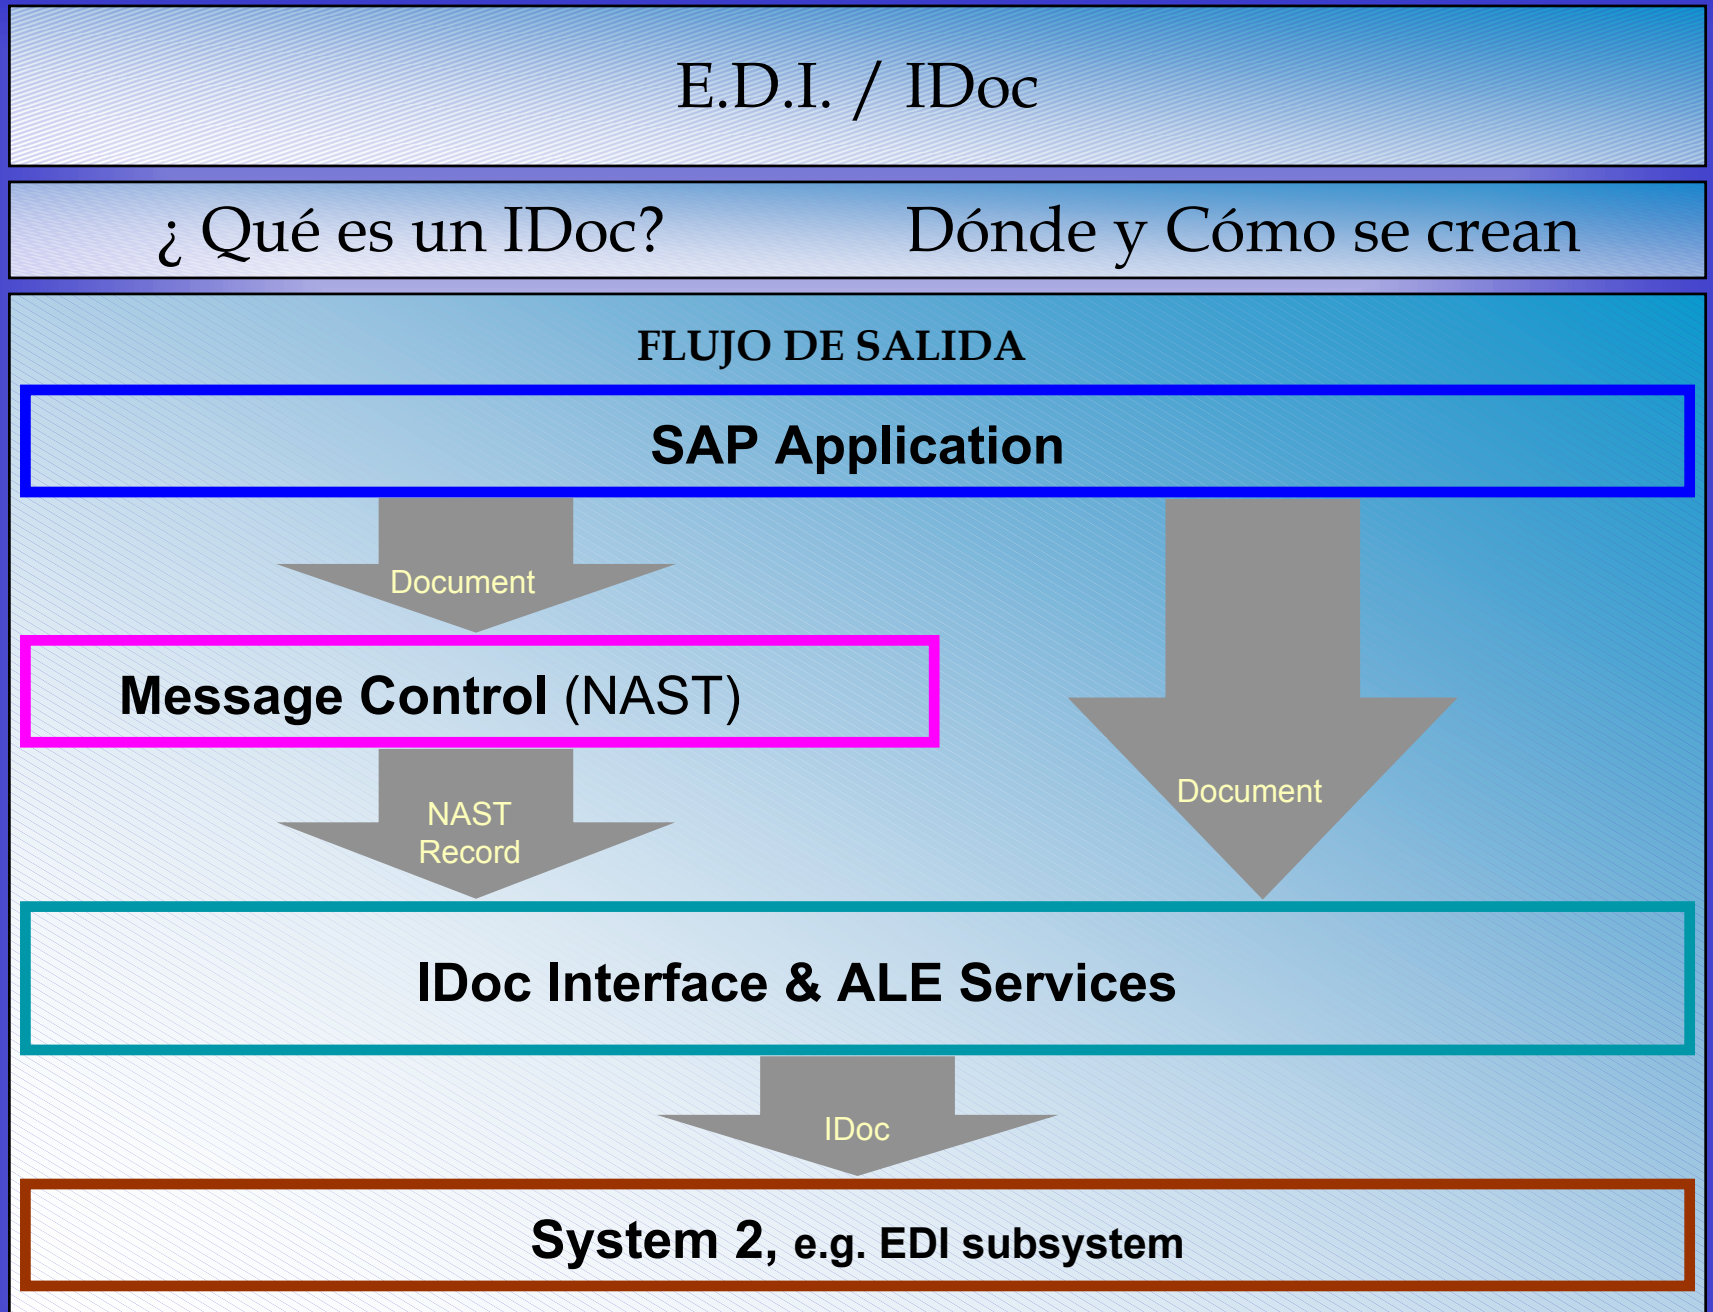 E.D.I. / IDoc
¿ Qué es un IDoc? Dónde y Cómo se crean
FLUJO DE SALIDA
SAP Application
Document
Message Control (NAST)
Document
NAST
Record
IDoc Interface & ALE Services
IDoc
System 2, e.g. EDI subsystem